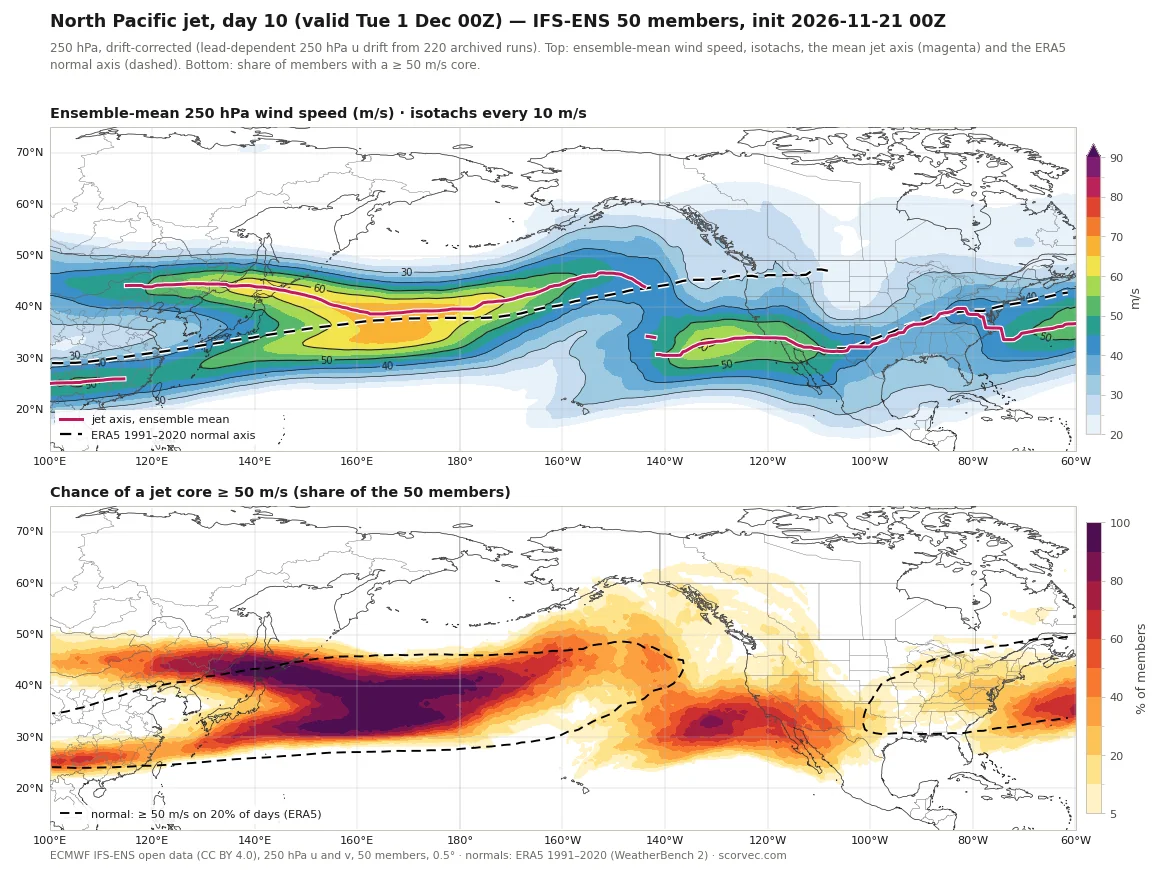 North Pacific jet, day 10 (valid Tue 1 Dec 00Z) — IFS-ENS 50 members, init 2026-11-21 00Z
250 hPa, drift-corrected (lead-dependent 250 hPa u drift from 220 archived runs). Top: ensemble-mean wind speed, isotachs, the mean jet axis (magenta) and the ERA5
normal axis (dashed). Bottom: share of members with a ≥ 50 m/s core.
Ensemble-mean 250 hPa wind speed (m/s) · isotachs every 10 m/s
70°N
60°N
50°N
40°N
30°N
20°N
30
60
50
40
30
50
30
50
50
jet axis, ensemble mean
ERA5 1991–2020 normal axis
100°E 120°E 140°E 160°E 180° 160°W 140°W 120°W 100°W 80°W 60°W
90
80
70
60
50
40
30
20
m/s
Chance of a jet core ≥ 50 m/s (share of the 50 members)
70°N
60°N
50°N
40°N
30°N
20°N
normal: ≥ 50 m/s on 20% of days (ERA5)
100°E 120°E 140°E 160°E 180° 160°W 140°W 120°W 100°W 80°W 60°W
100
80
60
40
20
5
% of members
ECMWF IFS-ENS open data (CC BY 4.0), 250 hPa u and v, 50 members, 0.5° · normals: ERA5 1991–2020 (WeatherBench 2) · scorvec.com